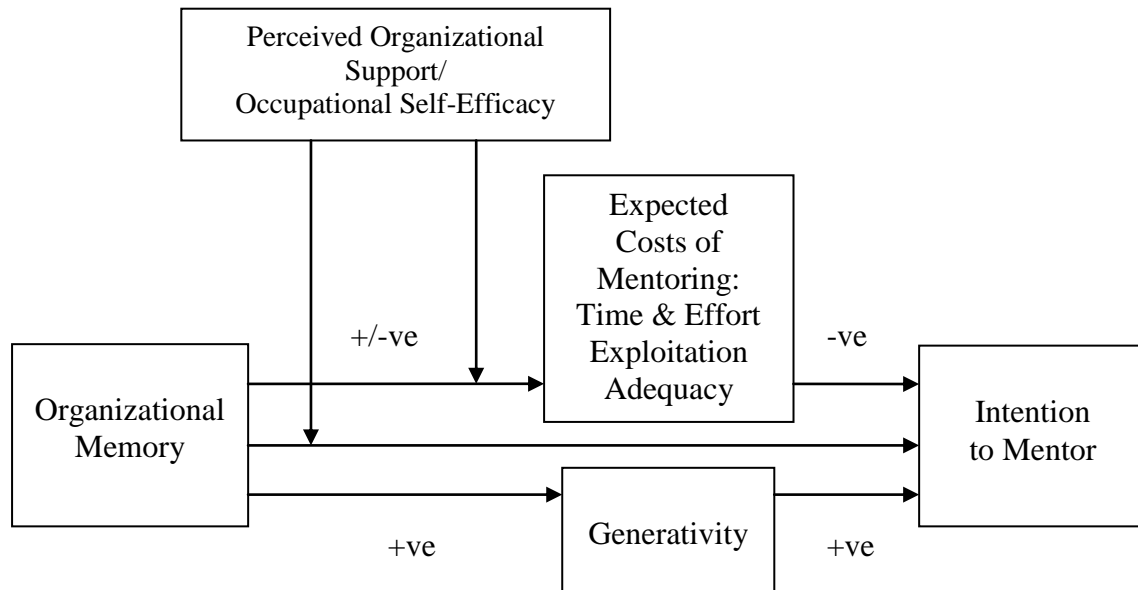 Perceived Organizational
Support/
Occupational Self-Efficacy
Expected
Costs of
Mentoring:
Time & Effort
Exploitation
Adequacy
+/-ve
-ve
Organizational
Memory
Intention
to Mentor
Generativity
+ve
+ve